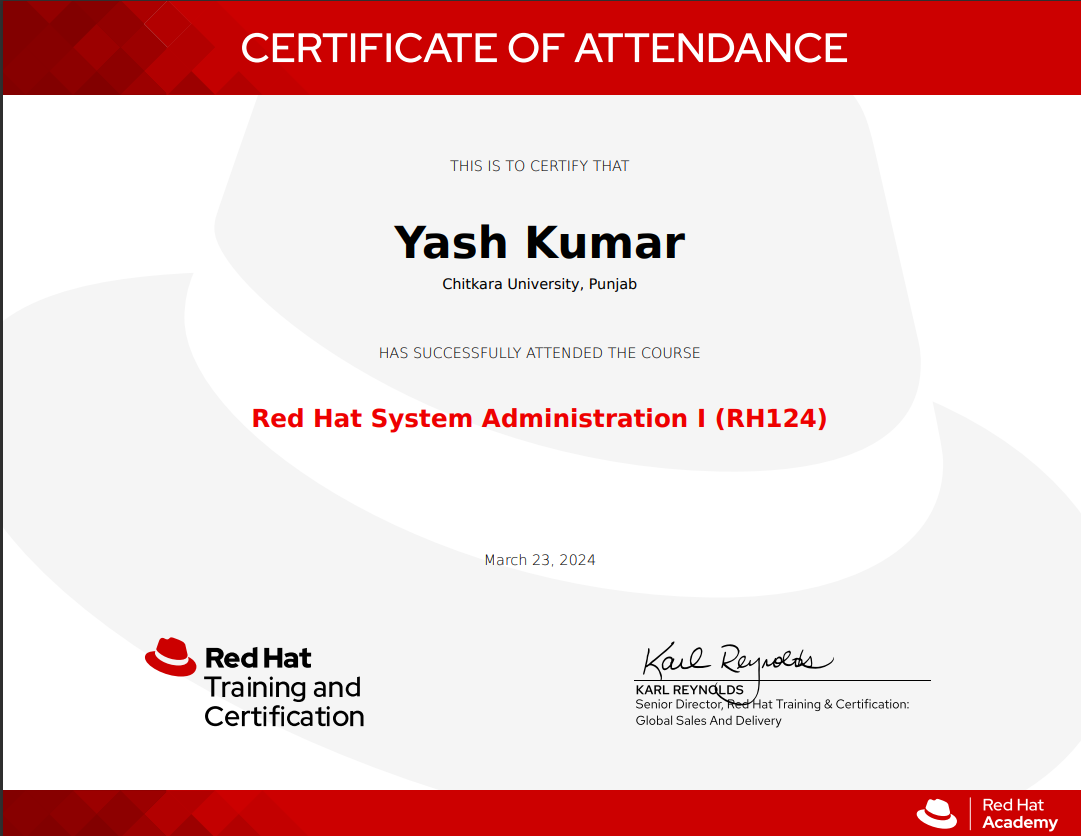 CERTIFICATE OF ATTENDANCE
THIS IS TO CERTIFY THAT
Yash Kumar
Chitkara University, Punjab
HAS SUCCESSFULLY ATTENDED THE COURSE
Red Hat System Administration I (RH124)
March 23, 2024
Red Hat
Training and
Certification
Karl Reynolds
KARL REYNOLDS
Senior Director, Red Hat Training & Certification:
Global Sales And Delivery
Red Hat
Academy